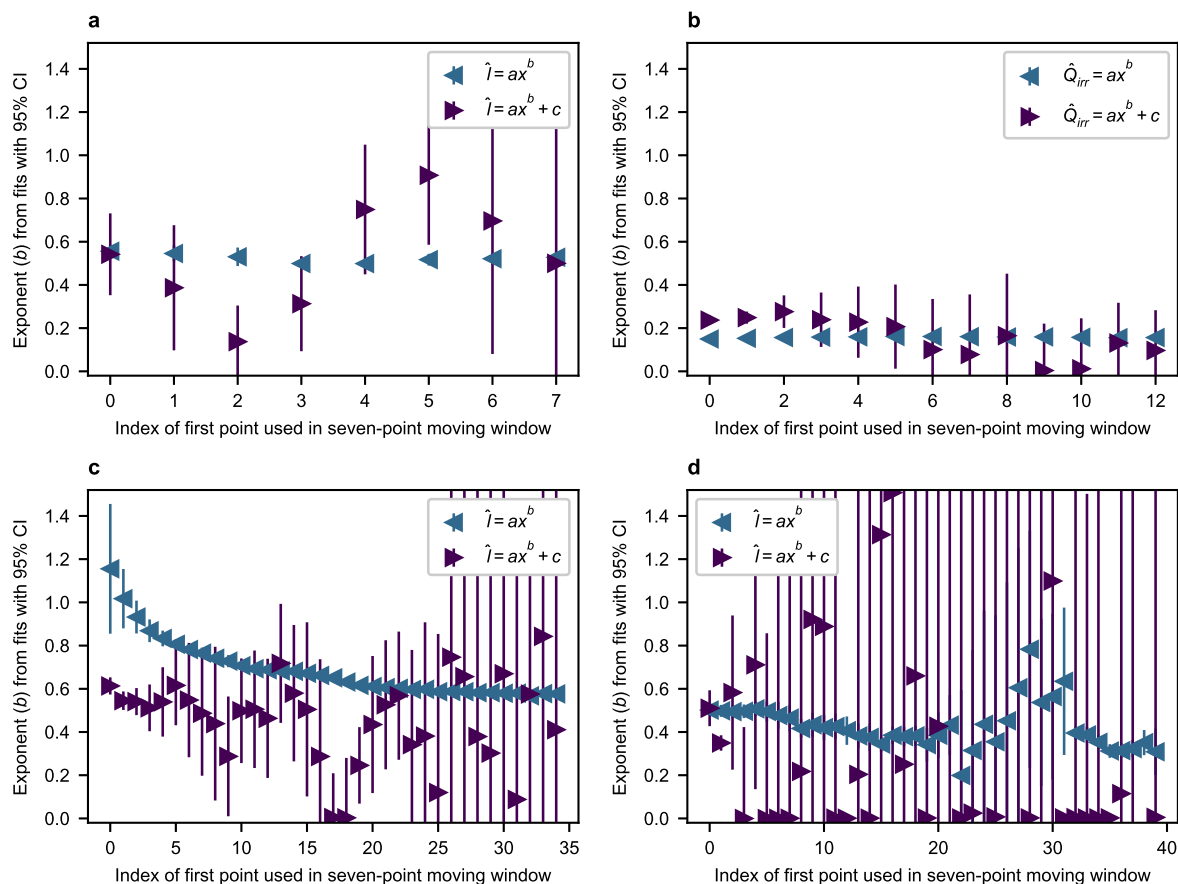 a
1.4
1.2
1.0
0.8
0.6
0.4
0.2
0.0
Exponent (b) from fits with 95% CI
Î = ax^b
Î = ax^b + c
0 1 2 3 4 5 6 7
Index of first point used in seven-point moving window
b
1.4
1.2
1.0
0.8
0.6
0.4
0.2
0.0
Exponent (b) from fits with 95% CI
Q̂_irr = ax^b
Q̂_irr = ax^b + c
0 2 4 6 8 10 12
Index of first point used in seven-point moving window
c
1.4
1.2
1.0
0.8
0.6
0.4
0.2
0.0
Exponent (b) from fits with 95% CI
Î = ax^b
Î = ax^b + c
0 5 10 15 20 25 30 35
Index of first point used in seven-point moving window
d
1.4
1.2
1.0
0.8
0.6
0.4
0.2
0.0
Exponent (b) from fits with 95% CI
Î = ax^b
Î = ax^b + c
0 10 20 30 40
Index of first point used in seven-point moving window